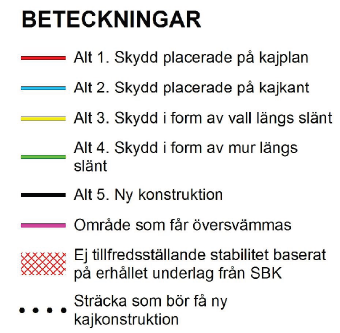 BETECKNINGAR
Alt 1. Skydd placerade på kajplan
Alt 2. Skydd placerade på kajkant
Alt 3. Skydd i form av vall längs slänt
Alt 4. Skydd i form av mur längs
slänt
Alt 5. Ny konstruktion
Område som får översvämmas
Ej tillfredsställande stabilitet baserat
på erhållet underlag från SBK
Sträcka som bör få ny
kajkonstruktion